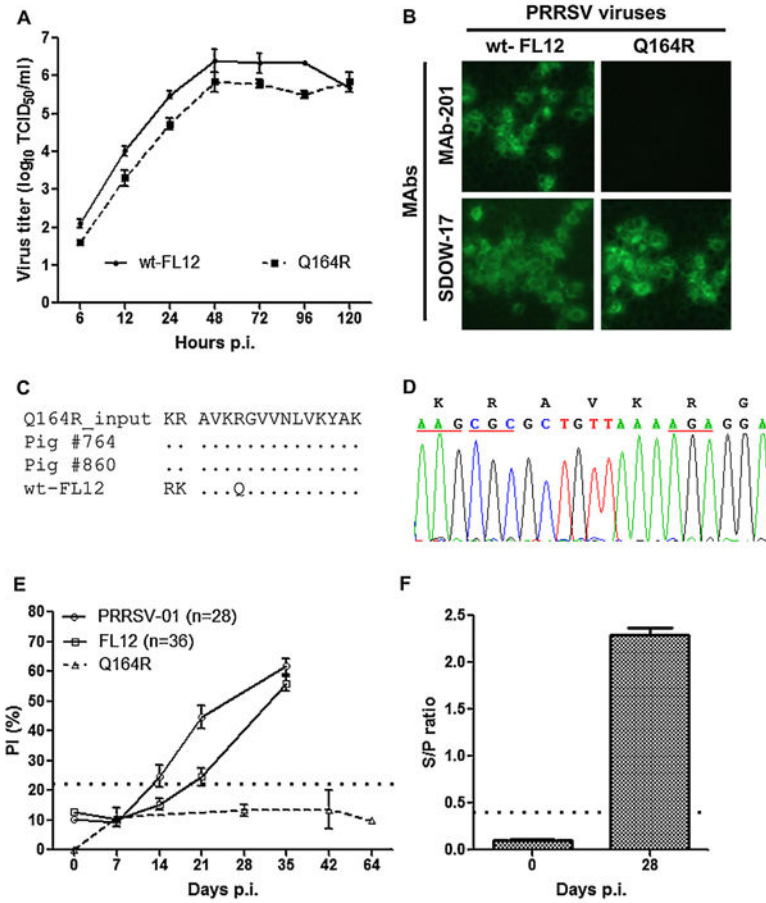 A
Virus titer (log10 TCID50/ml)
7
6
5
4
3
2
1
0
wt-FL12
Q164R
6 12 24 48 72 96 120
Hours p.i.
B
PRRSV viruses
wt- FL12 Q164R
MAbs
MAb-201
SDOW-17
C
Q164R_input KR AVKRGVVNLVKYAK
Pig #764 .. ..............
Pig #860 .. ..............
wt-FL12 RK ...Q..........
D
K R A V K R G
AAGCGCGCTGTTAAAAGAGGA
E
PRRSV-01 (n=28)
FL12 (n=36)
Q164R
PI (%)
80
70
60
50
40
30
20
10
0
0 7 14 21 28 35 42 64
Days p.i.
F
S/P ratio
2.5
2.0
1.5
1.0
0.5
0.0
0 28
Days p.i.